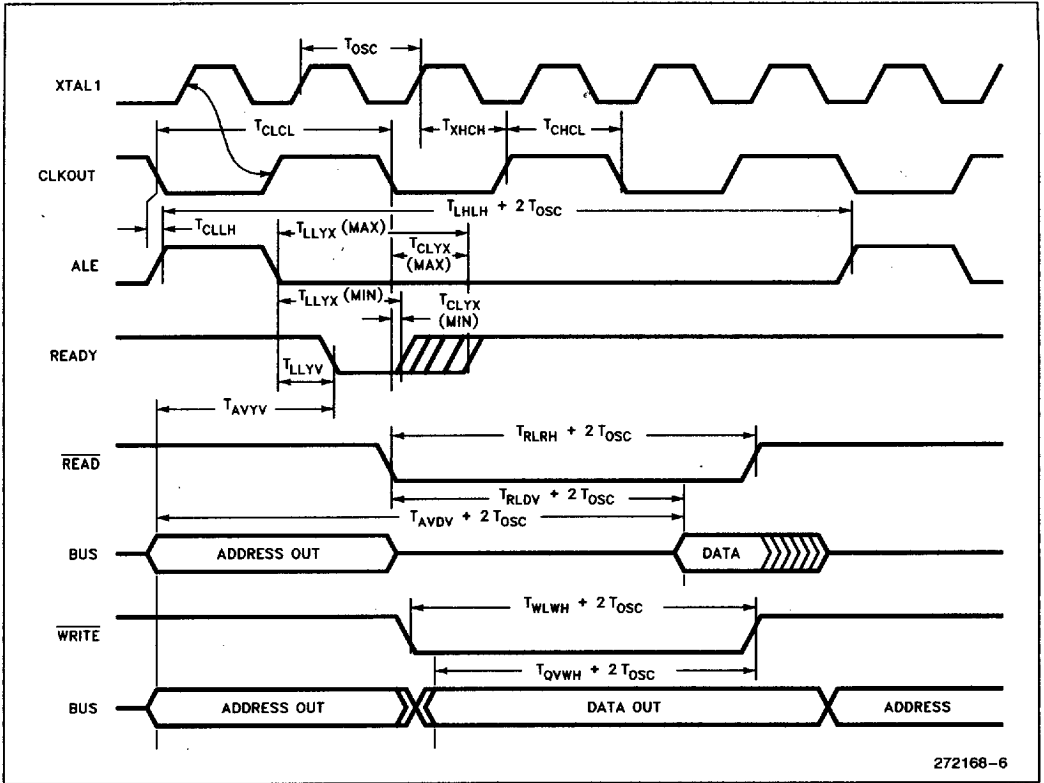 T_OSC
XTAL1
T_CLCL
T_XHCH
T_CHCL
CLKOUT
T_LHLH + 2 T_OSC
T_CLLH
T_LLYX (MAX)
T_CLYX
(MAX)
ALE
T_LLYX (MIN)
T_CLYX
(MIN)
READY
T_LLYV
T_AVYV
T_RLRH + 2 T_OSC
READ
T_RLDV + 2 T_OSC
T_AVDV + 2 T_OSC
BUS
ADDRESS OUT
DATA
T_WLWH + 2 T_OSC
WRITE
T_QVWH + 2 T_OSC
BUS
ADDRESS OUT
DATA OUT
ADDRESS
272168-6